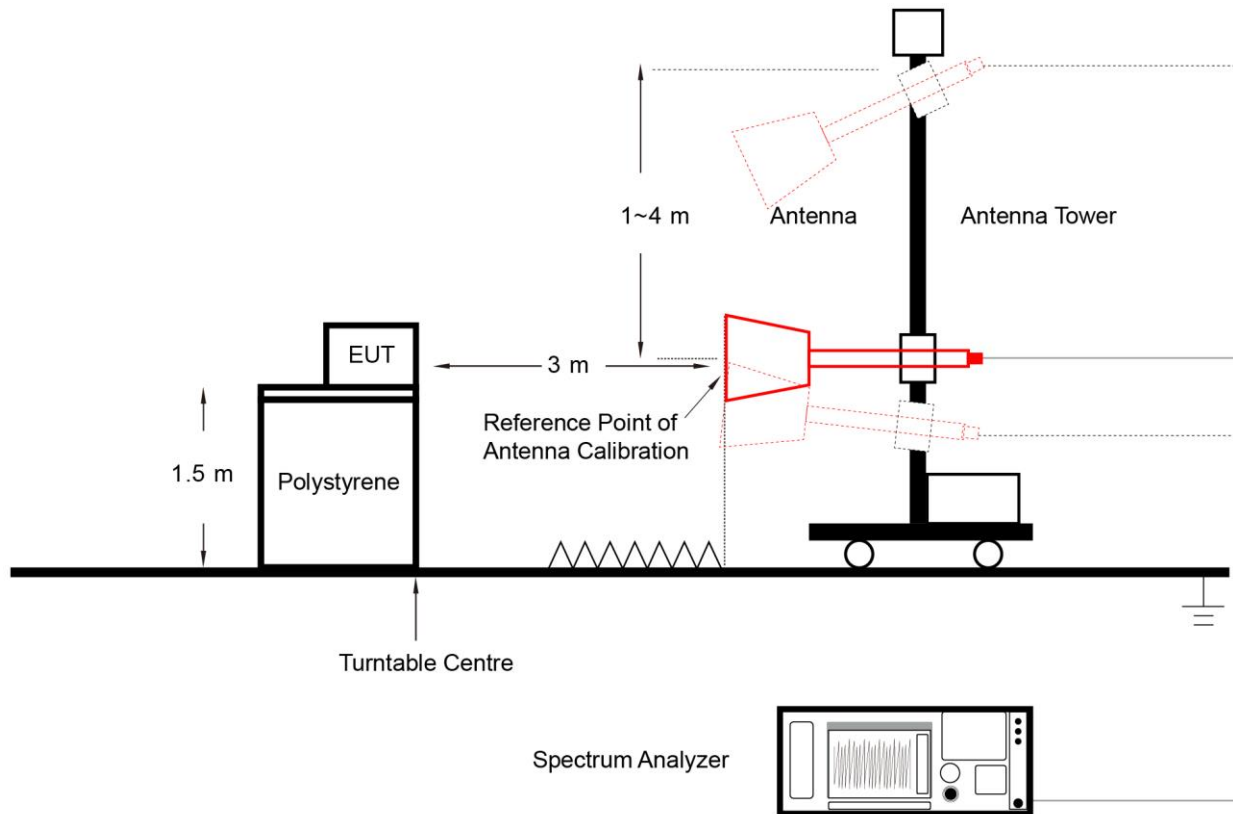 1~4 m
Antenna
Antenna Tower
EUT
3 m
Reference Point of
Antenna Calibration
1.5 m
Polystyrene
Turntable Centre
Spectrum Analyzer